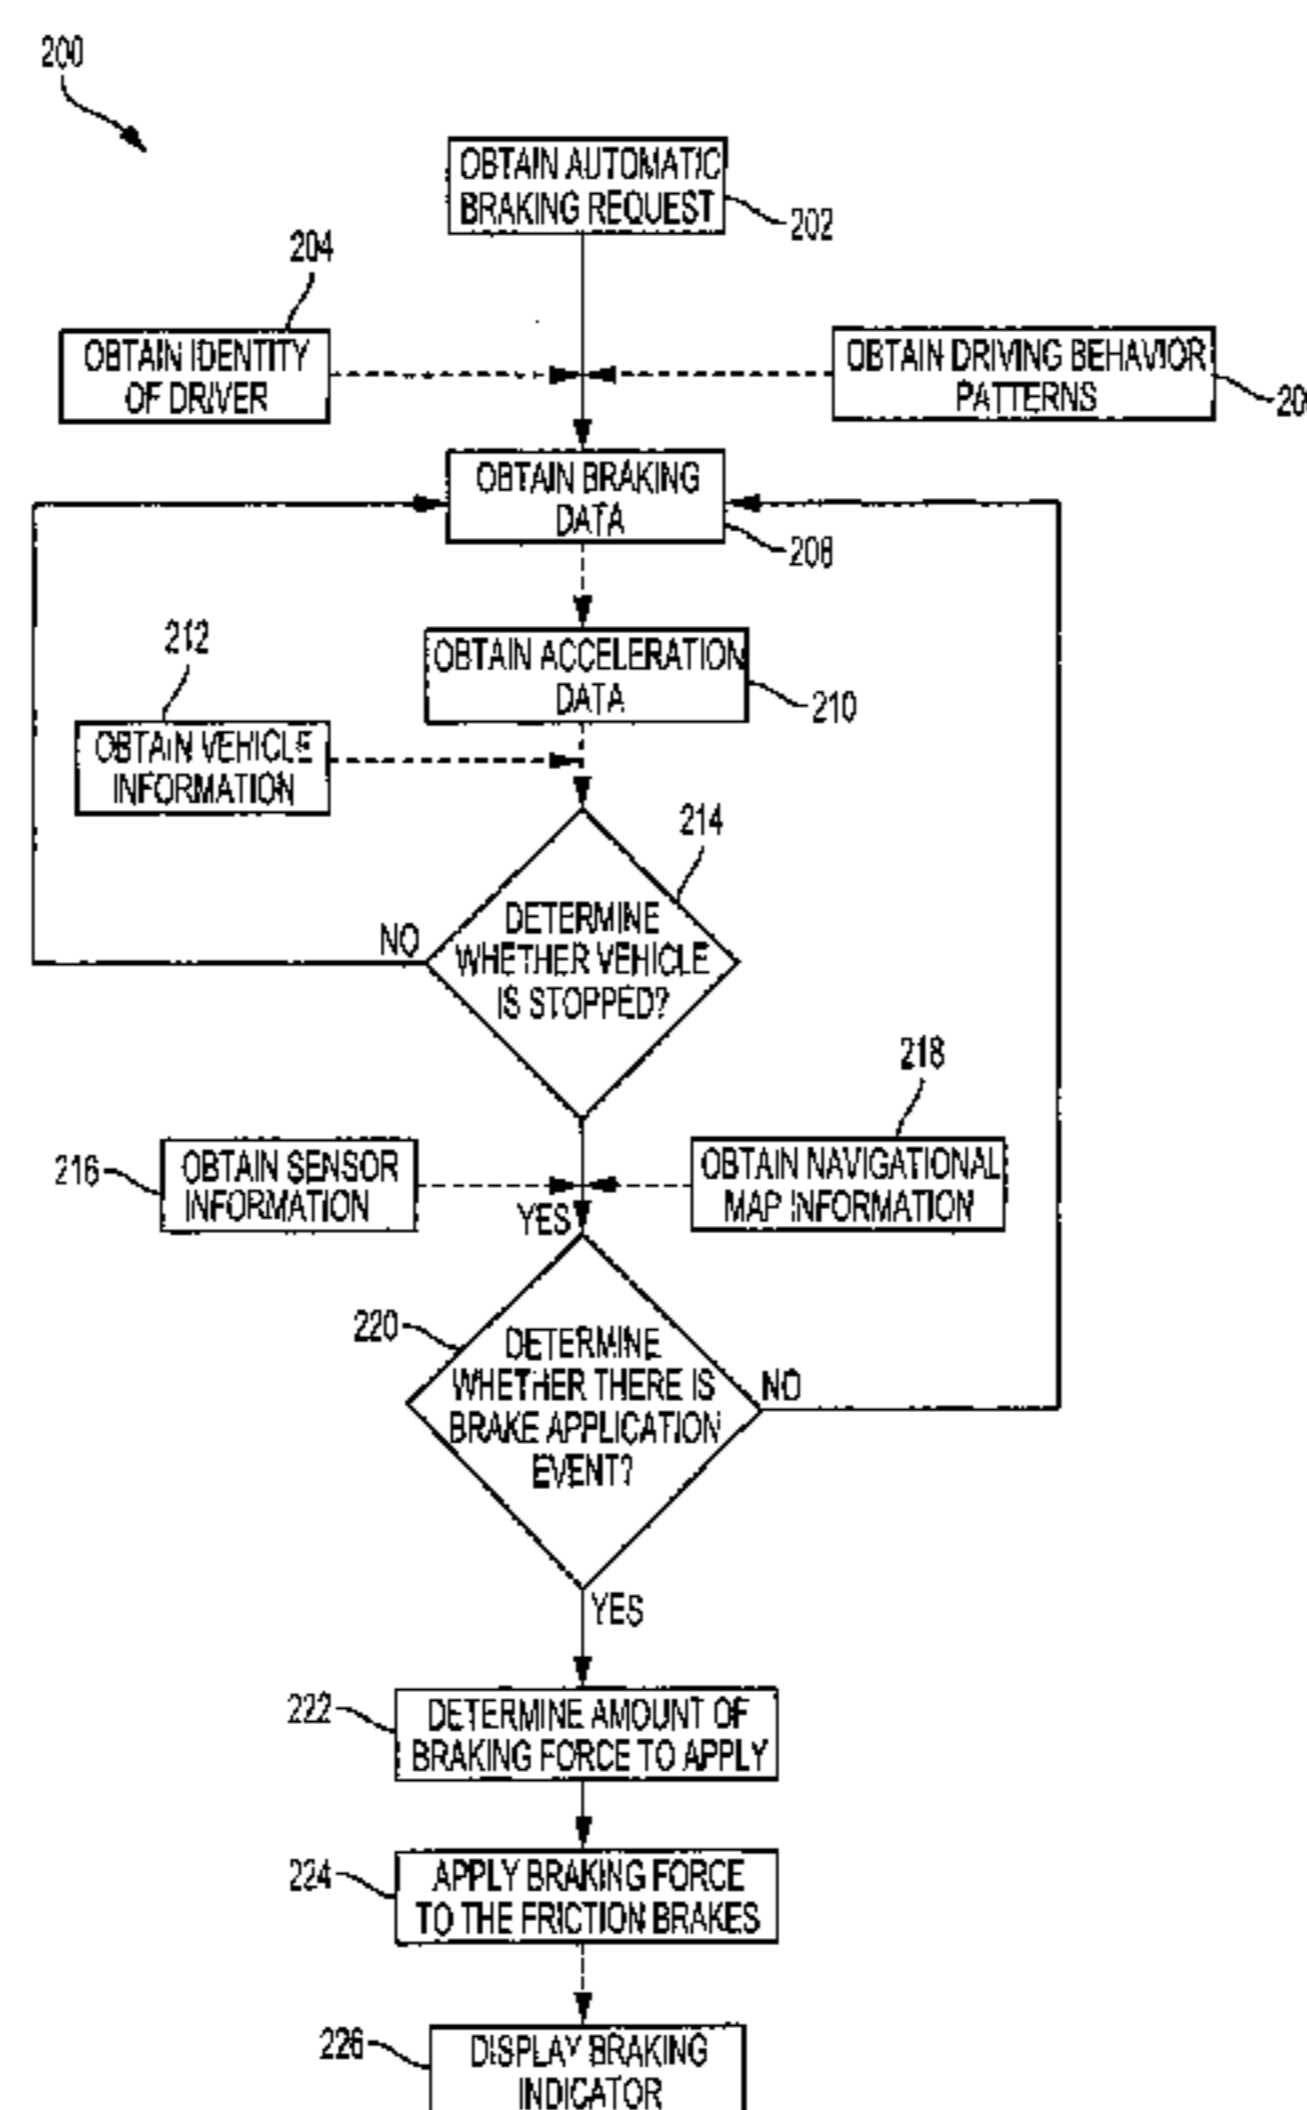 200
OBTAIN AUTOMATIC
BRAKING REQUEST
202
204
OBTAIN IDENTITY
OF DRIVER
OBTAIN DRIVING BEHAVIOR
PATTERNS
OBTAIN BRAKING
DATA
208
OBTAIN ACCELERATION
DATA
210
212
OBTAIN VEHICLE
INFORMATION
214
DETERMINE
WHETHER VEHICLE
IS STOPPED?
NO
216
OBTAIN SENSOR
INFORMATION
218
OBTAIN NAVIGATIONAL
MAP INFORMATION
YES
220
DETERMINE
WHETHER THERE IS
BRAKE APPLICATION
EVENT?
NO
YES
222
DETERMINE AMOUNT OF
BRAKING FORCE TO APPLY
224
APPLY BRAKING FORCE
TO THE FRICTION BRAKES
226
DISPLAY BRAKING
INDICATOR